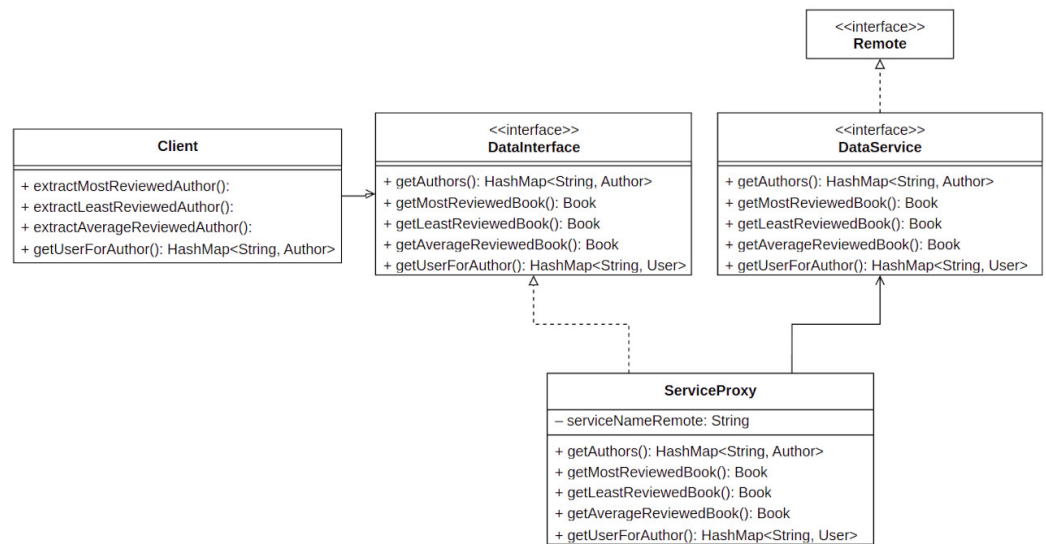 <<interface>>
Remote
Client
+ extractMostReviewedAuthor():
+ extractLeastReviewedAuthor():
+ extractAverageReviewedAuthor():
+ getUserForAuthor(): HashMap<String, Author>
<<interface>>
DataInterface
+ getAuthors(): HashMap<String, Author>
+ getMostReviewedBook(): Book
+ getLeastReviewedBook(): Book
+ getAverageReviewedBook(): Book
+ getUserForAuthor(): HashMap<String, User>
<<interface>>
DataService
+ getAuthors(): HashMap<String, Author>
+ getMostReviewedBook(): Book
+ getLeastReviewedBook(): Book
+ getAverageReviewedBook(): Book
+ getUserForAuthor(): HashMap<String, User>
ServiceProxy
– serviceNameRemote: String
+ getAuthors(): HashMap<String, Author>
+ getMostReviewedBook(): Book
+ getLeastReviewedBook(): Book
+ getAverageReviewedBook(): Book
+ getUserForAuthor(): HashMap<String, User>